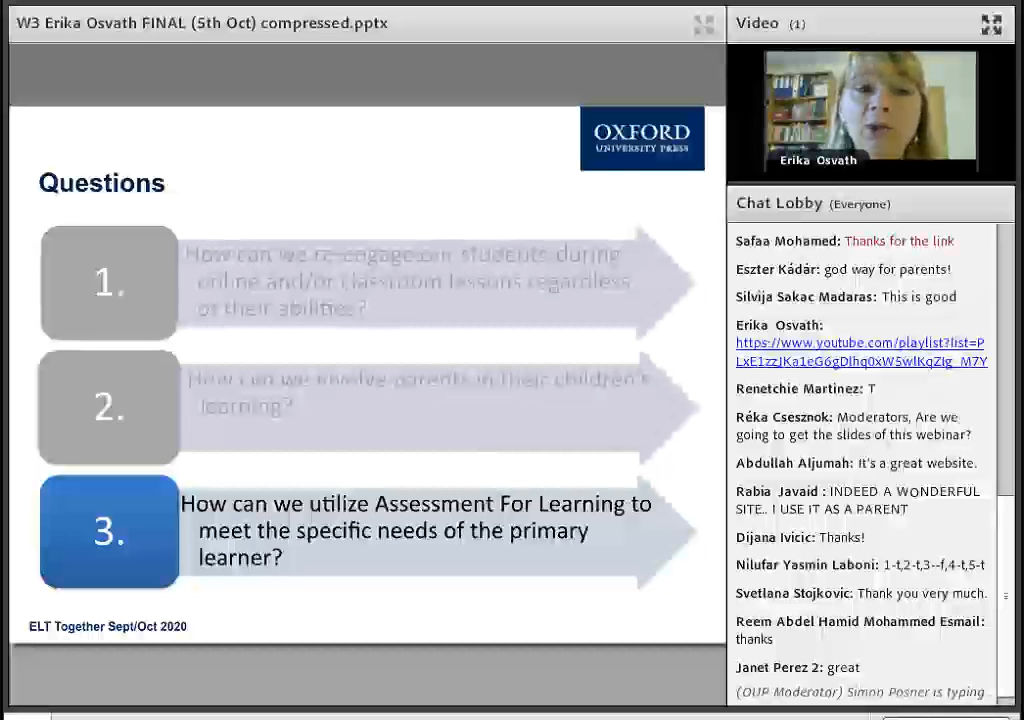 W3 Erika Osvath FINAL (5th Oct) compressed.pptx
OXFORD
UNIVERSITY PRESS
Questions
1.
How can we re-engage our students during
online and/or classroom lessons regardless
of their abilities?
2.
How can we involve parents in their children's
learning?
3.
How can we utilize Assessment For Learning to
meet the specific needs of the primary
learner?
ELT Together Sept/Oct 2020
Video (1)
Erika Osvath
Chat Lobby (Everyone)
Safaa Mohamed: Thanks for the link
Eszter Kádár: god way for parents!
Silvija Sakac Madaras: This is good
Erika Osvath:
https://www.youtube.com/playlist?list=P
LxE1zzJKa1eG6gDlhq0xW5wlKqZIg_M7Y
Renetchie Martinez: T
Réka Csesznok: Moderators, Are we
going to get the slides of this webinar?
Abdullah Aljumah: It's a great website.
Rabia Javaid : INDEED A WONDERFUL
SITE.. I USE IT AS A PARENT
Dijana Ivicic: Thanks!
Nilufar Yasmin Laboni: 1-t,2-t,3--f,4-t,5-t
Svetlana Stojkovic: Thank you very much.
Reem Abdel Hamid Mohammed Esmail:
thanks
Janet Perez 2: great
(OUP Moderator) Simon Posner is typing